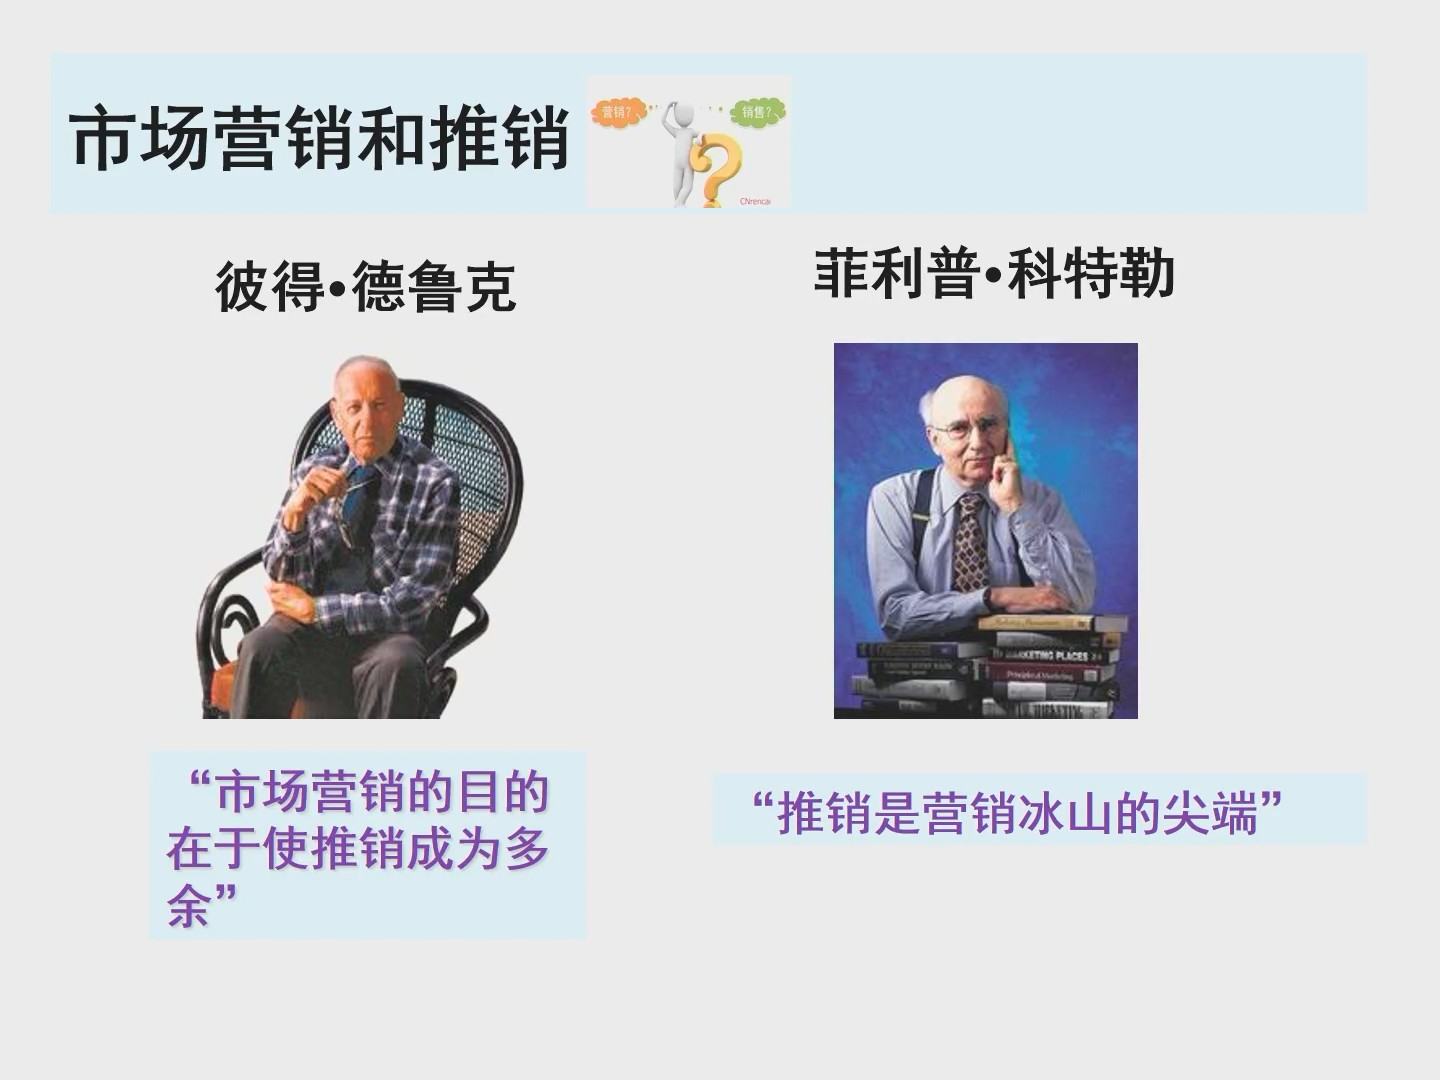 市场营销和推销
营销?
销售?
CNrencai
彼得•德鲁克
菲利普•科特勒
MARKETING PLACES
Principles of Marketing
“市场营销的目的
在于使推销成为多
余”
“推销是营销冰山的尖端”